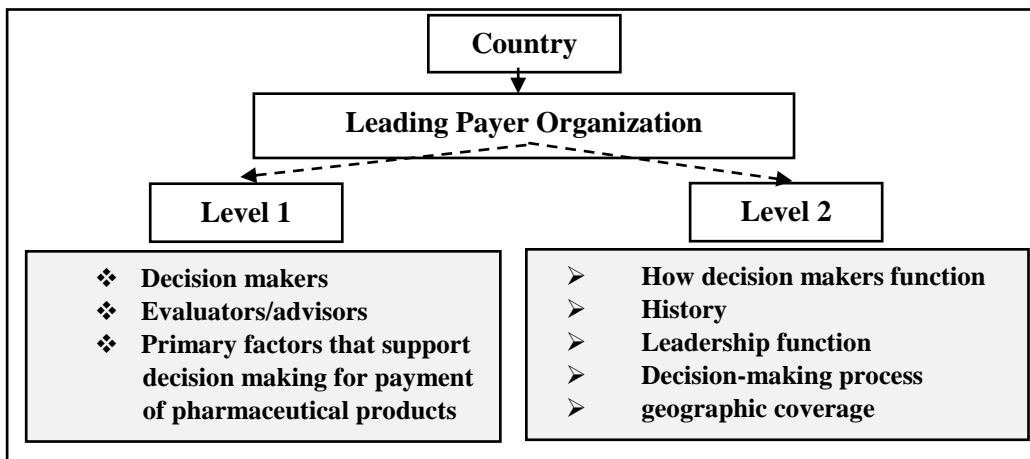 Country
Leading Payer Organization
Level 1
Level 2
❖ Decision makers
❖ Evaluators/advisors
❖ Primary factors that support
decision making for payment
of pharmaceutical products
➢ How decision makers function
➢ History
➢ Leadership function
➢ Decision-making process
➢ geographic coverage